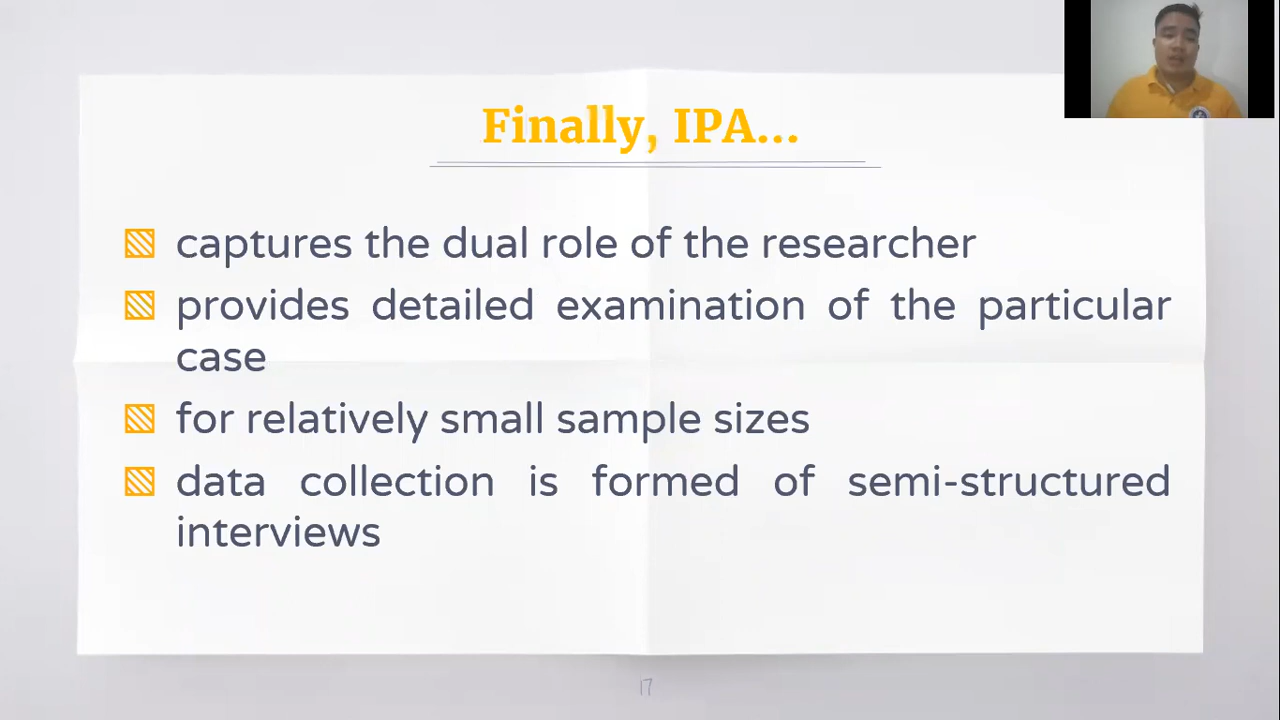 Finally, IPA...
captures the dual role of the researcher
provides detailed examination of the particular
case
for relatively small sample sizes
data collection is formed of semi-structured
interviews
17